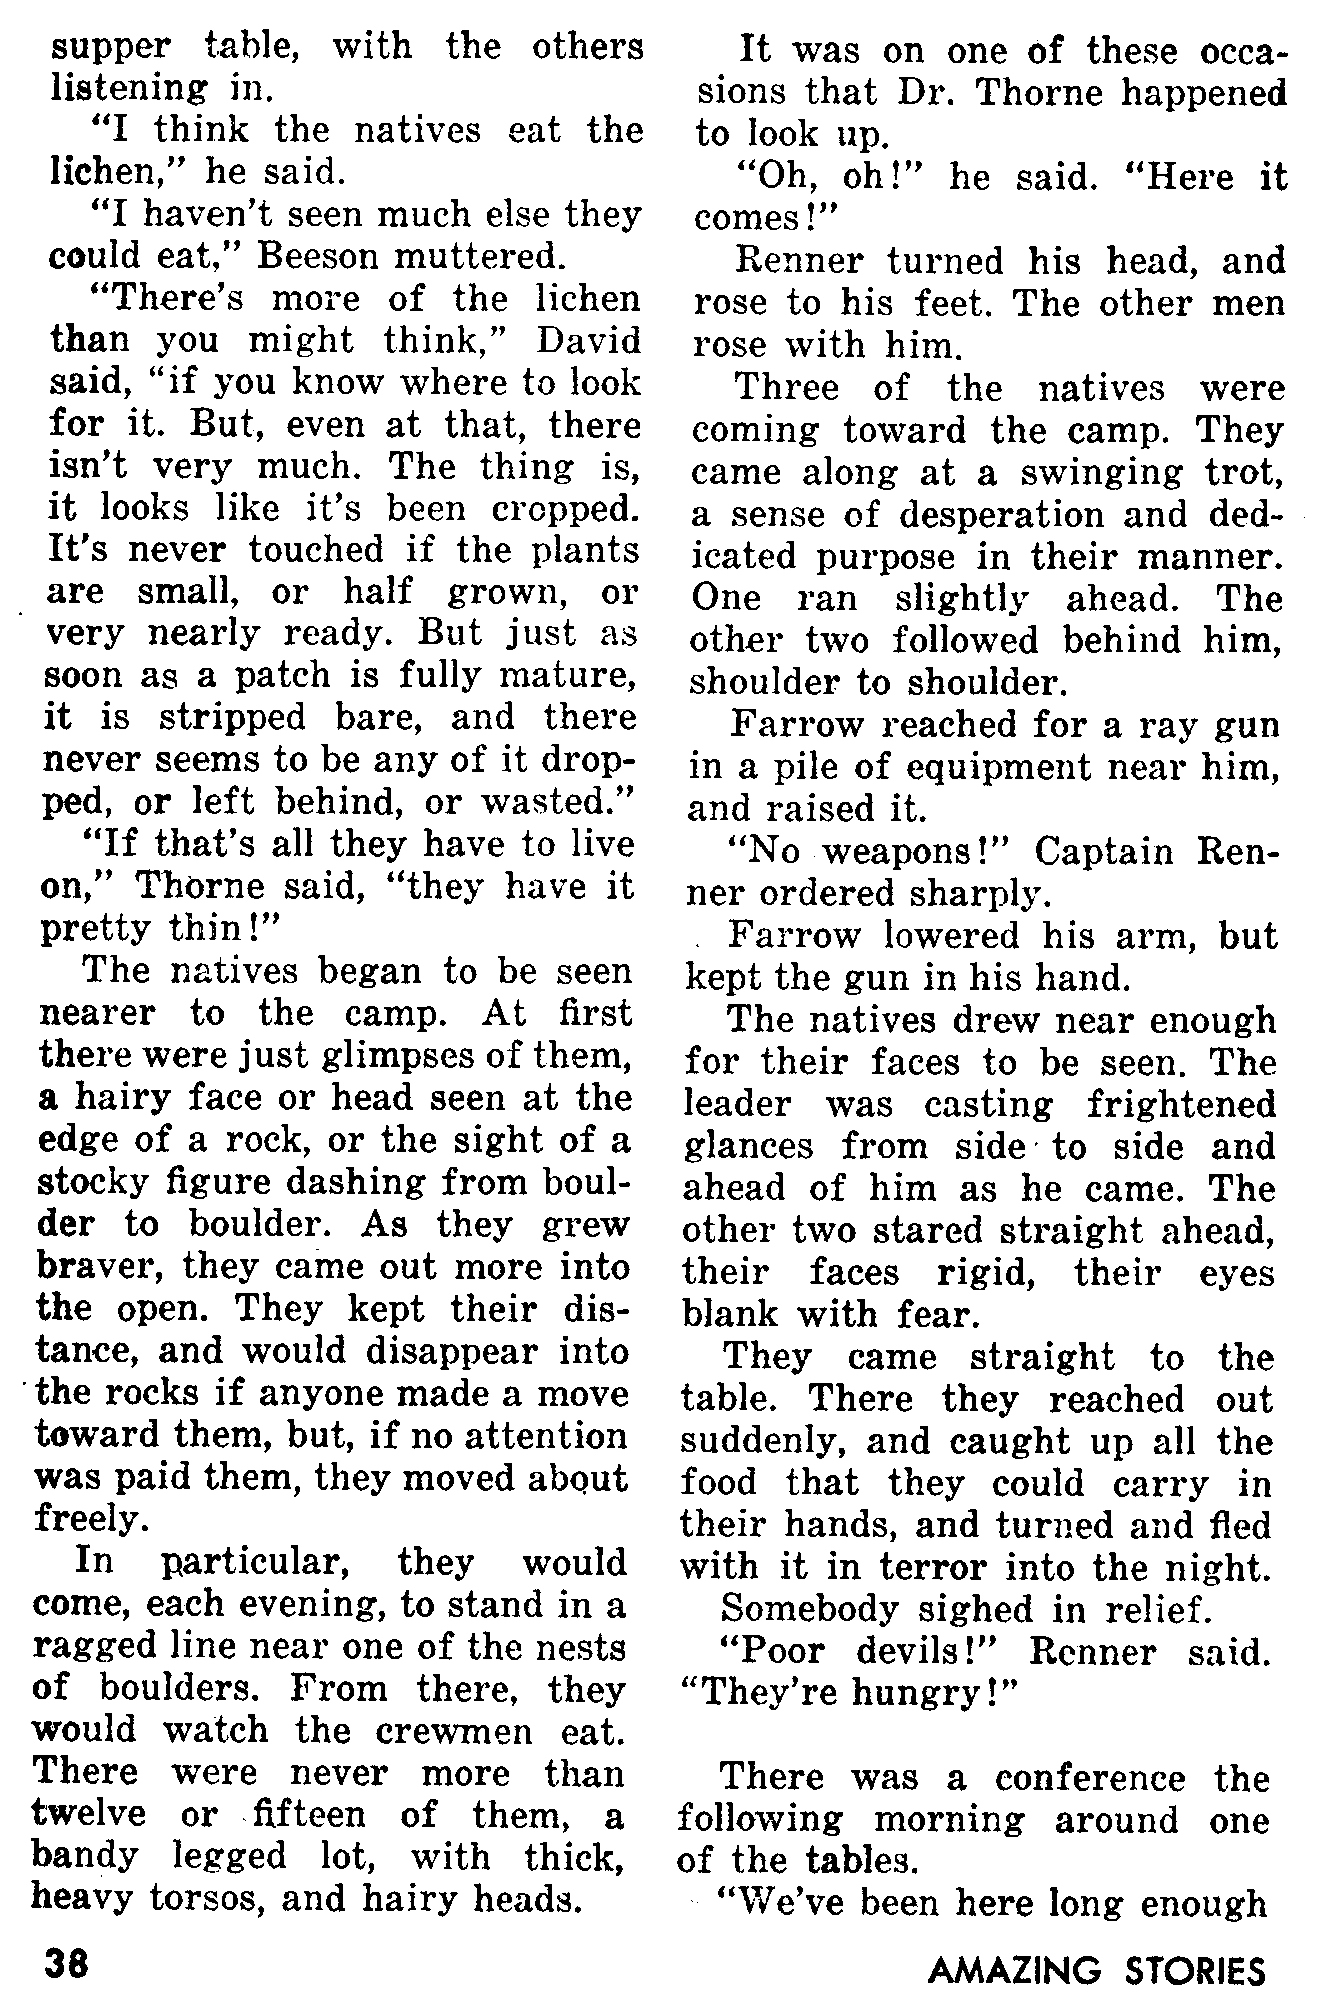 supper table, with the others
listening in.
“I think the natives eat the
lichen,” he said.
“I haven't seen much else they
could eat,” Beeson muttered.
“There's more of the lichen
than you might think,” David
said, “if you know where to look
for it. But, even at that, there
isn't very much. The thing is,
it looks like it's been cropped.
It's never touched if the plants
are small, or half grown, or
very nearly ready. But just as
soon as a patch is fully mature,
it is stripped bare, and there
never seems to be any of it drop-
ped, or left behind, or wasted.”
“If that's all they have to live
on,” Thorne said, “they have it
pretty thin!”
The natives began to be seen
nearer to the camp. At first
there were just glimpses of them,
a hairy face or head seen at the
edge of a rock, or the sight of a
stocky figure dashing from boul-
der to boulder. As they grew
braver, they came out more into
the open. They kept their dis-
tance, and would disappear into
the rocks if anyone made a move
toward them, but, if no attention
was paid them, they moved about
freely.
In particular, they would
come, each evening, to stand in a
ragged line near one of the nests
of boulders. From there, they
would watch the crewmen eat.
There were never more than
twelve or fifteen of them, a
bandy legged lot, with thick,
heavy torsos, and hairy heads.
It was on one of these occa-
sions that Dr. Thorne happened
to look up.
“Oh, oh!” he said. “Here it
comes!”
Renner turned his head, and
rose to his feet. The other men
rose with him.
Three of the natives were
coming toward the camp. They
came along at a swinging trot,
a sense of desperation and ded-
icated purpose in their manner.
One ran slightly ahead. The
other two followed behind him,
shoulder to shoulder.
Farrow reached for a ray gun
in a pile of equipment near him,
and raised it.
“No weapons!” Captain Ren-
ner ordered sharply.
Farrow lowered his arm, but
kept the gun in his hand.
The natives drew near enough
for their faces to be seen. The
leader was casting frightened
glances from side to side and
ahead of him as he came. The
other two stared straight ahead,
their faces rigid, their eyes
blank with fear.
They came straight to the
table. There they reached out
suddenly, and caught up all the
food that they could carry in
their hands, and turned and fled
with it in terror into the night.
Somebody sighed in relief.
“Poor devils!” Renner said.
“They're hungry!”
There was a conference the
following morning around one
of the tables.
“We've been here long enough
38
AMAZING STORIES